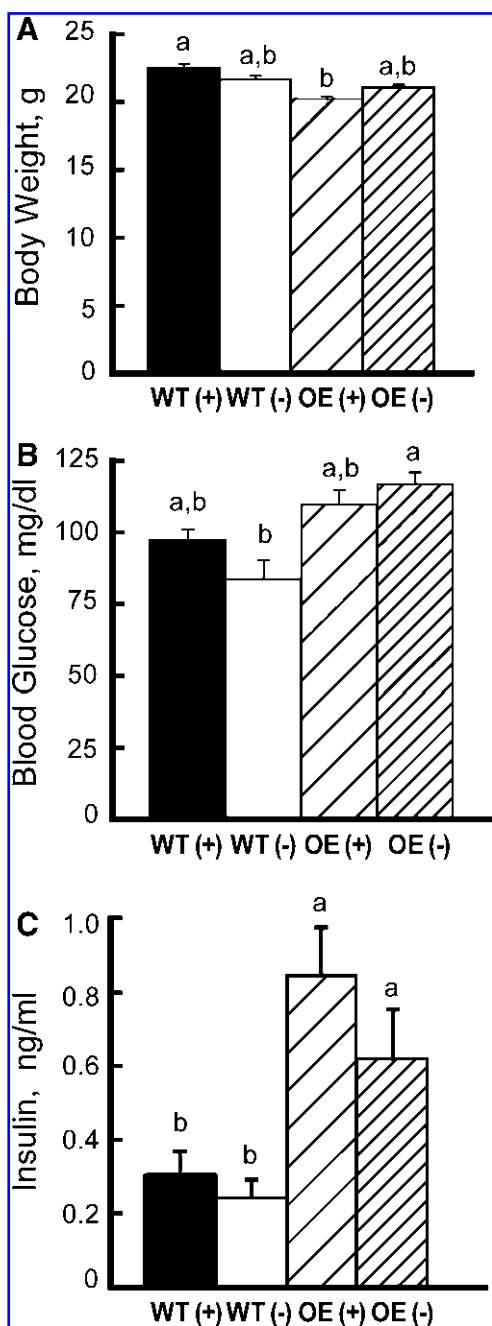 A
Body Weight, g
25
20
15
10
5
0
a
a,b
b
a,b
WT (+) WT (-) OE (+) OE (-)
B
Blood Glucose, mg/dl
125
100
75
50
25
0
a,b
b
a,b
a
WT (+) WT (-) OE (+) OE (-)
C
Insulin, ng/ml
1.0
0.8
0.6
0.4
0.2
0
b
b
a
a
WT (+) WT (-) OE (+) OE (-)